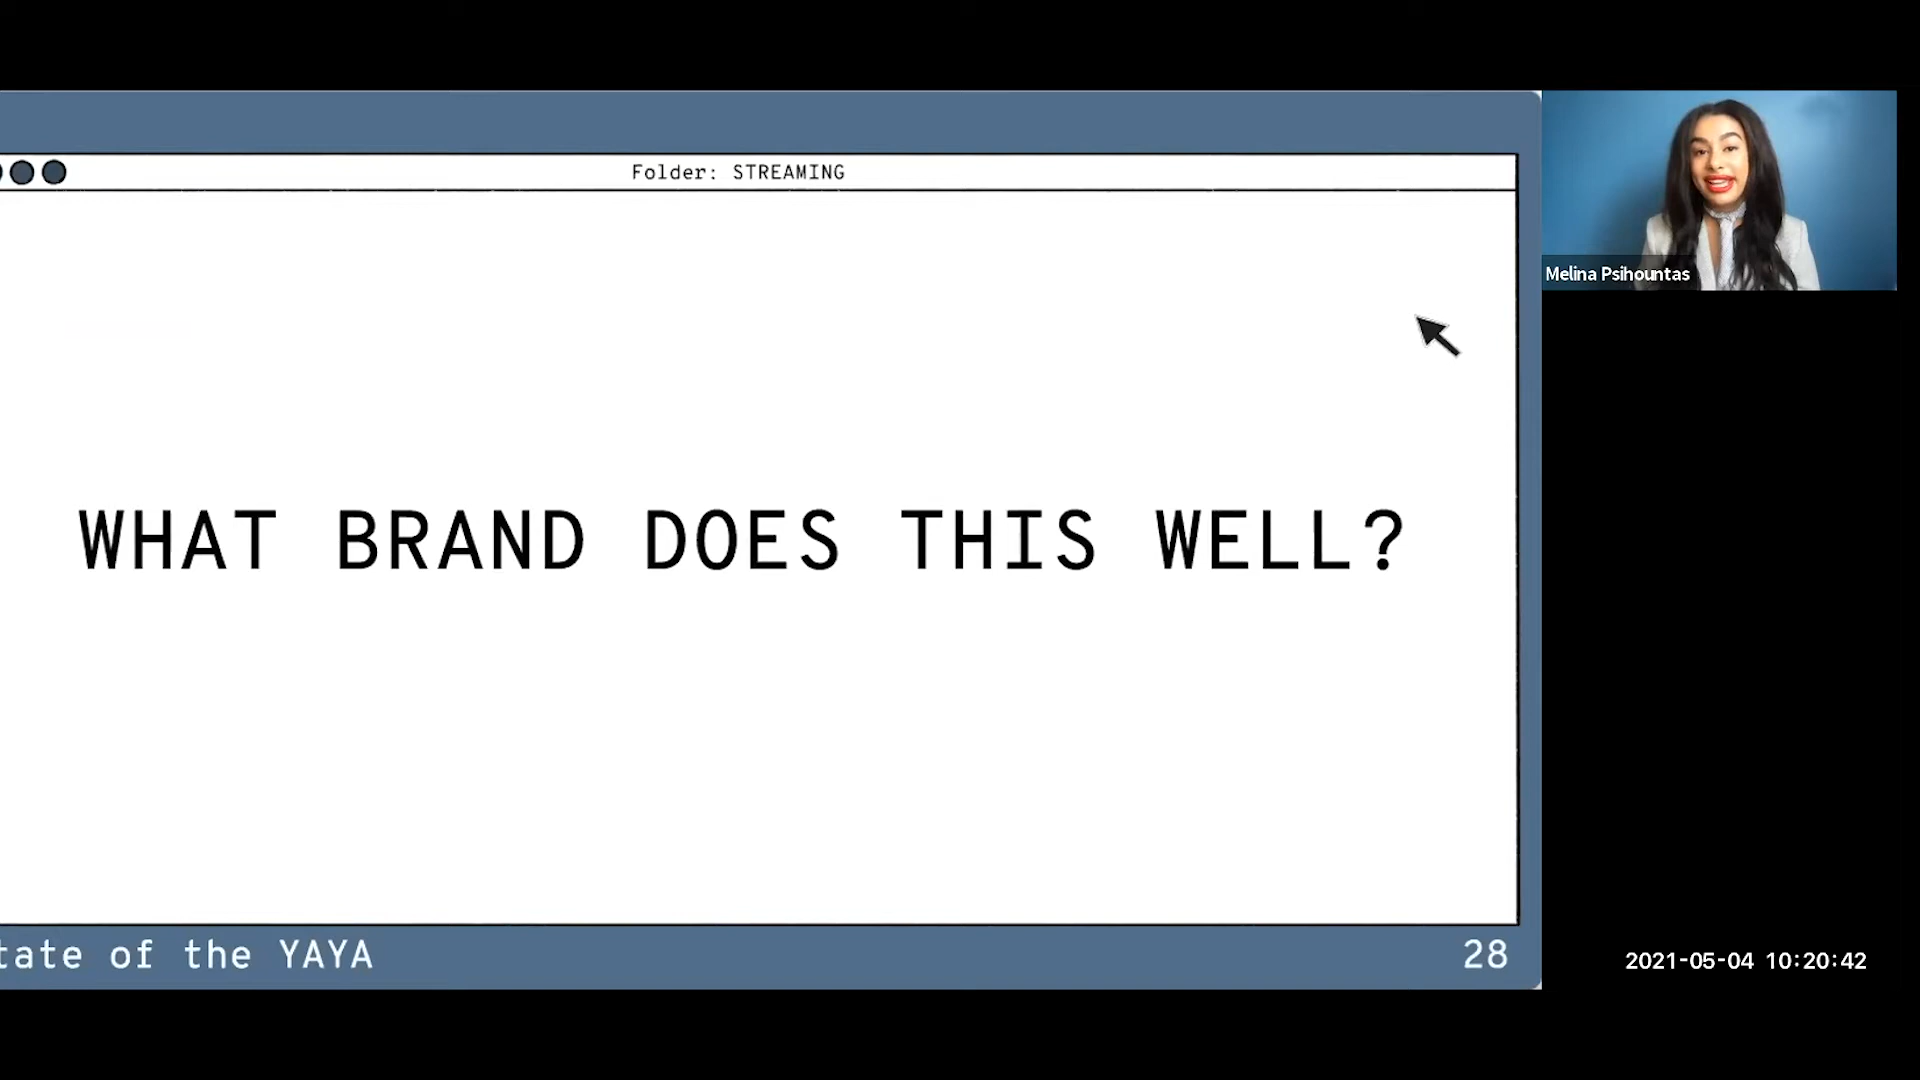 Folder: STREAMING
Melina Psihountas
WHAT BRAND DOES THIS WELL?
tate of the YAYA
28
2021-05-04 10:20:42